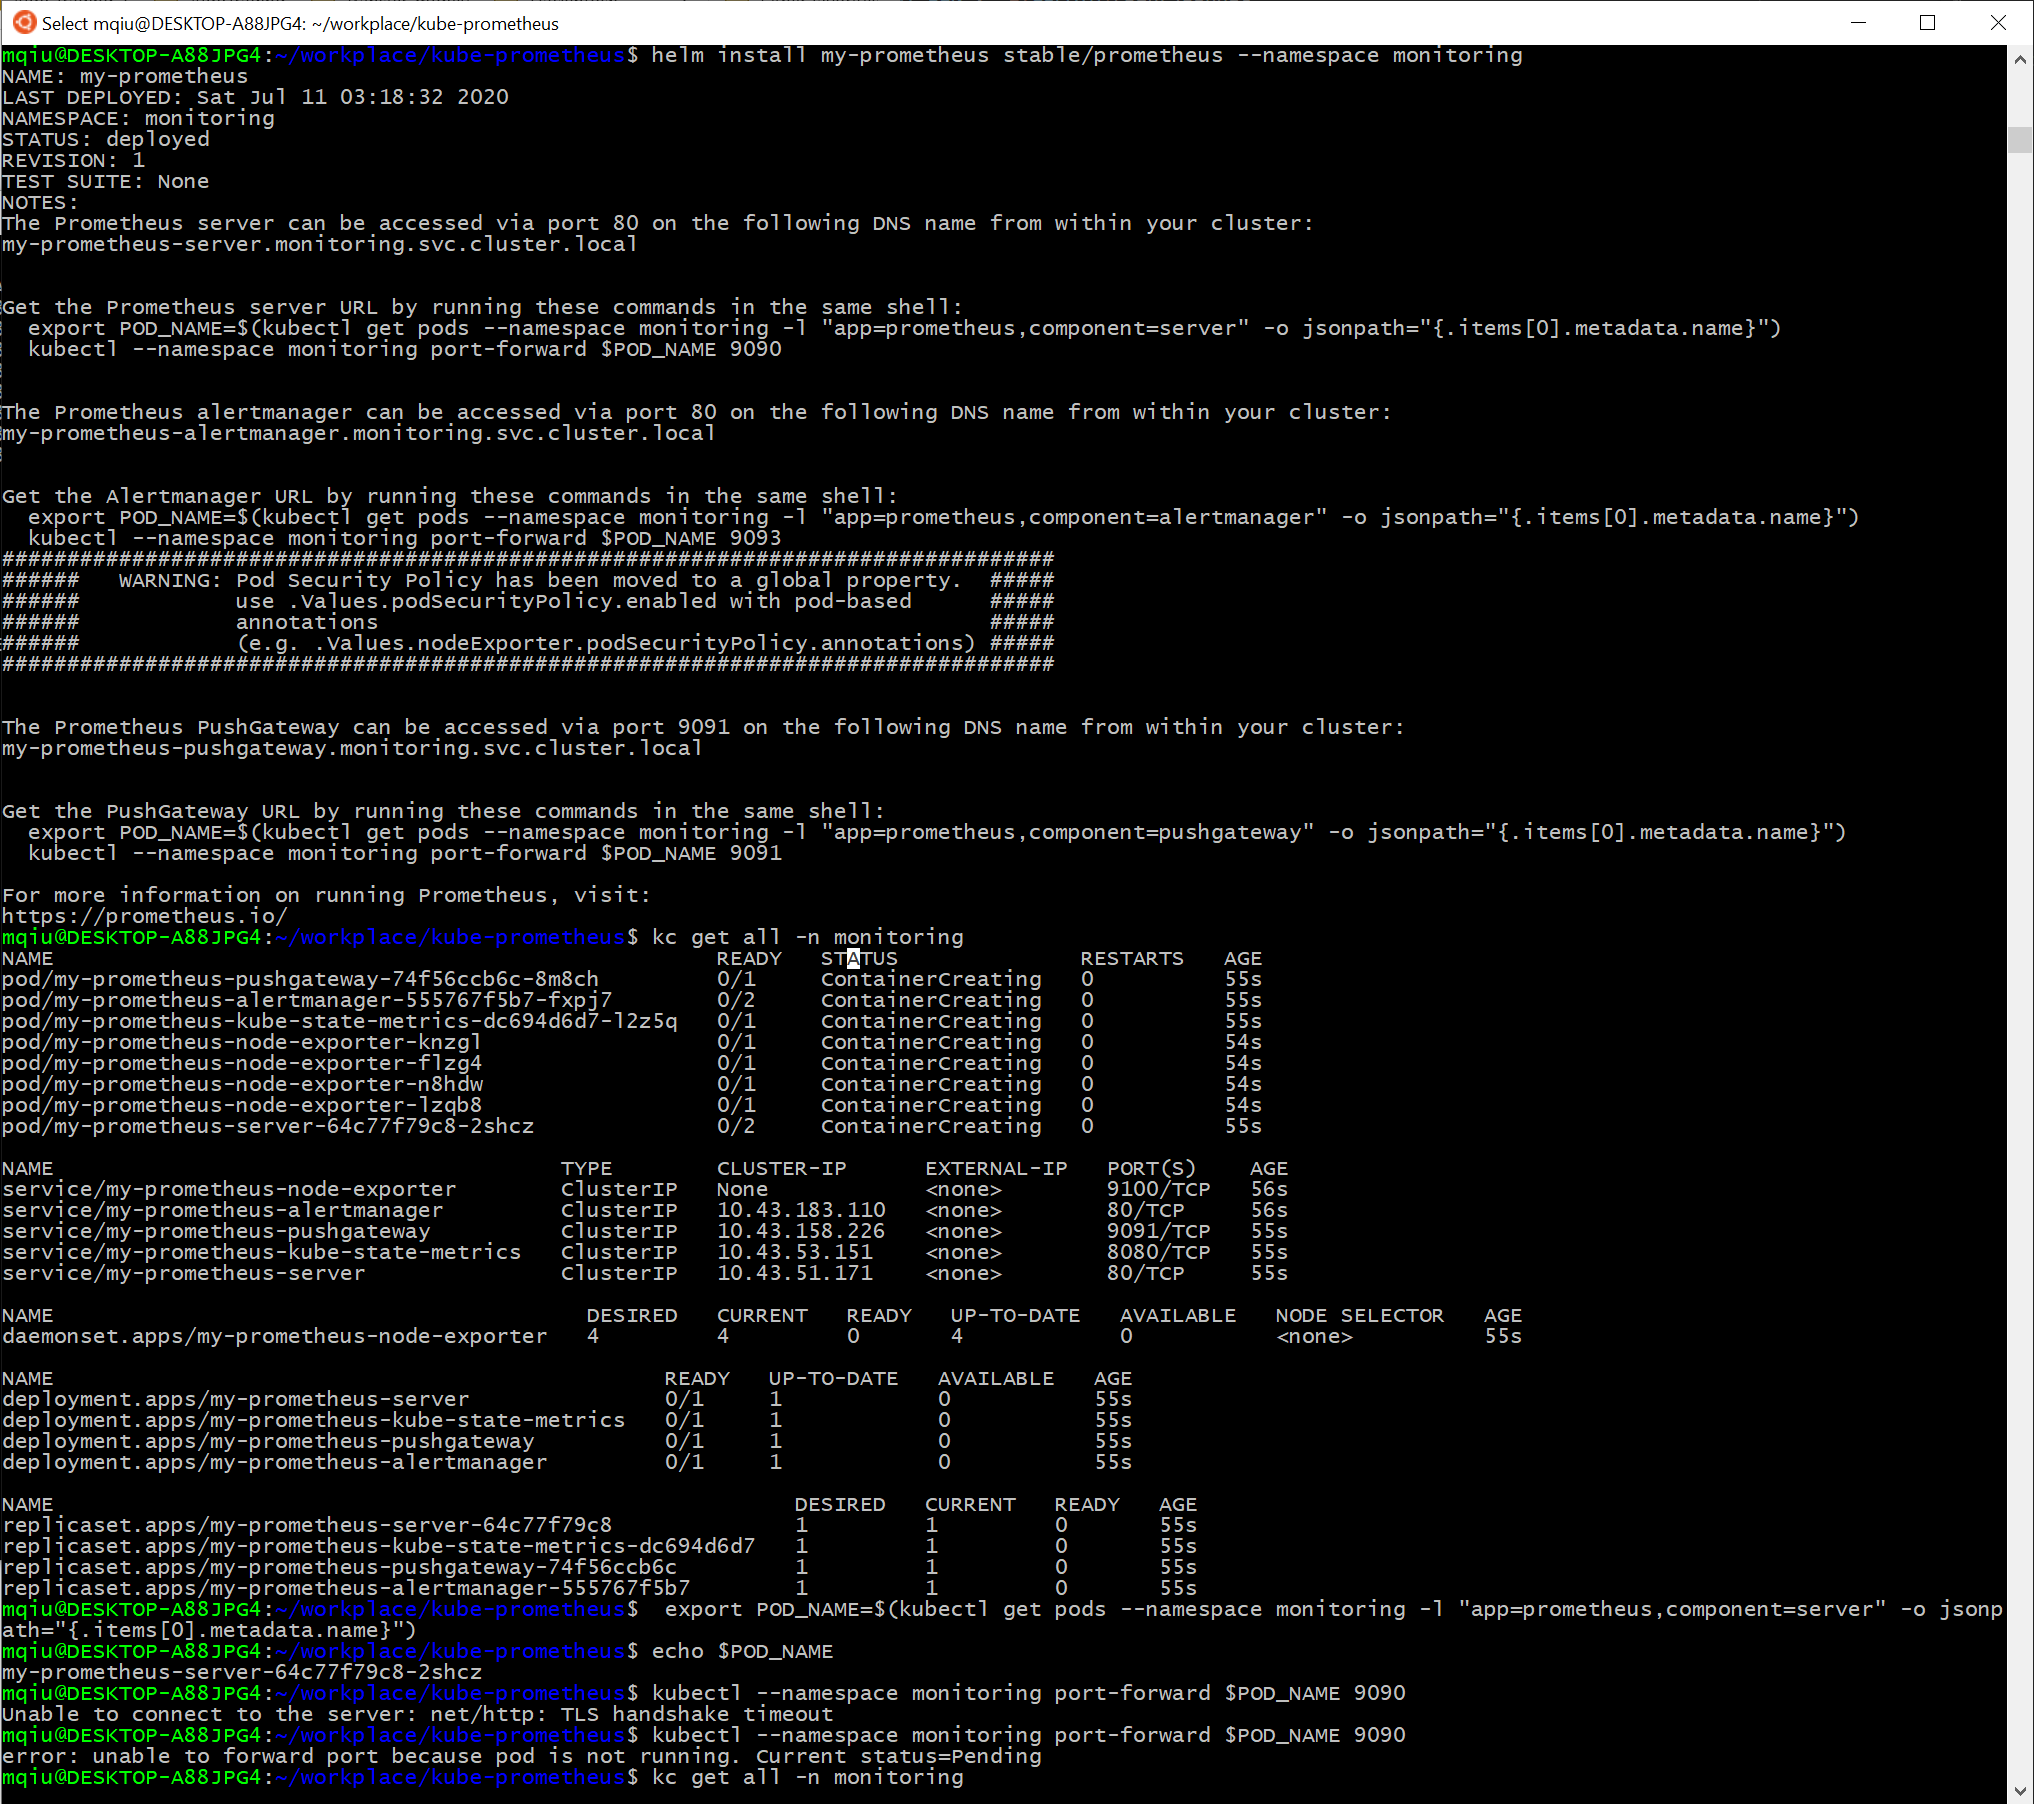 Select mqiu@DESKTOP-A88JPG4: ~/workplace/kube-prometheus
mqiu@DESKTOP-A88JPG4:~/workplace/kube-prometheus$ helm install my-prometheus stable/prometheus --namespace monitoring
NAME: my-prometheus
LAST DEPLOYED: Sat Jul 11 03:18:32 2020
NAMESPACE: monitoring
STATUS: deployed
REVISION: 1
TEST SUITE: None
NOTES:
The Prometheus server can be accessed via port 80 on the following DNS name from within your cluster:
my-prometheus-server.monitoring.svc.cluster.local
Get the Prometheus server URL by running these commands in the same shell:
  export POD_NAME=$(kubectl get pods --namespace monitoring -l "app=prometheus,component=server" -o jsonpath="{.items[0].metadata.name}")
  kubectl --namespace monitoring port-forward $POD_NAME 9090
The Prometheus alertmanager can be accessed via port 80 on the following DNS name from within your cluster:
my-prometheus-alertmanager.monitoring.svc.cluster.local
Get the Alertmanager URL by running these commands in the same shell:
  export POD_NAME=$(kubectl get pods --namespace monitoring -l "app=prometheus,component=alertmanager" -o jsonpath="{.items[0].metadata.name}")
  kubectl --namespace monitoring port-forward $POD_NAME 9093
#################################################################################
######   WARNING: Pod Security Policy has been moved to a global property.  #####
######            use .Values.podSecurityPolicy.enabled with pod-based      #####
######            annotations                                               #####
######            (e.g. .Values.nodeExporter.podSecurityPolicy.annotations) #####
#################################################################################
The Prometheus PushGateway can be accessed via port 9091 on the following DNS name from within your cluster:
my-prometheus-pushgateway.monitoring.svc.cluster.local
Get the PushGateway URL by running these commands in the same shell:
  export POD_NAME=$(kubectl get pods --namespace monitoring -l "app=prometheus,component=pushgateway" -o jsonpath="{.items[0].metadata.name}")
  kubectl --namespace monitoring port-forward $POD_NAME 9091
For more information on running Prometheus, visit:
https://prometheus.io/
mqiu@DESKTOP-A88JPG4:~/workplace/kube-prometheus$ kc get all -n monitoring
NAME                                                   READY   STATUS              RESTARTS   AGE
pod/my-prometheus-pushgateway-74f56ccb6c-8m8ch         0/1     ContainerCreating   0          55s
pod/my-prometheus-alertmanager-555767f5b7-fxpj7        0/2     ContainerCreating   0          55s
pod/my-prometheus-kube-state-metrics-dc694d6d7-l2z5q   0/1     ContainerCreating   0          55s
pod/my-prometheus-node-exporter-knzgl                  0/1     ContainerCreating   0          54s
pod/my-prometheus-node-exporter-flzg4                  0/1     ContainerCreating   0          54s
pod/my-prometheus-node-exporter-n8hdw                  0/1     ContainerCreating   0          54s
pod/my-prometheus-node-exporter-lzqb8                  0/1     ContainerCreating   0          54s
pod/my-prometheus-server-64c77f79c8-2shcz              0/2     ContainerCreating   0          55s
NAME                                       TYPE        CLUSTER-IP      EXTERNAL-IP   PORT(S)    AGE
service/my-prometheus-node-exporter        ClusterIP   None            <none>        9100/TCP   56s
service/my-prometheus-alertmanager         ClusterIP   10.43.183.110   <none>        80/TCP     56s
service/my-prometheus-pushgateway          ClusterIP   10.43.158.226   <none>        9091/TCP   55s
service/my-prometheus-kube-state-metrics   ClusterIP   10.43.53.151    <none>        8080/TCP   55s
service/my-prometheus-server               ClusterIP   10.43.51.171    <none>        80/TCP     55s
NAME                                         DESIRED   CURRENT   READY   UP-TO-DATE   AVAILABLE   NODE SELECTOR   AGE
daemonset.apps/my-prometheus-node-exporter   4         4         0       4            0           <none>          55s
NAME                                               READY   UP-TO-DATE   AVAILABLE   AGE
deployment.apps/my-prometheus-server               0/1     1            0           55s
deployment.apps/my-prometheus-kube-state-metrics   0/1     1            0           55s
deployment.apps/my-prometheus-pushgateway          0/1     1            0           55s
deployment.apps/my-prometheus-alertmanager         0/1     1            0           55s
NAME                                                         DESIRED   CURRENT   READY   AGE
replicaset.apps/my-prometheus-server-64c77f79c8              1         1         0       55s
replicaset.apps/my-prometheus-kube-state-metrics-dc694d6d7   1         1         0       55s
replicaset.apps/my-prometheus-pushgateway-74f56ccb6c         1         1         0       55s
replicaset.apps/my-prometheus-alertmanager-555767f5b7        1         1         0       55s
mqiu@DESKTOP-A88JPG4:~/workplace/kube-prometheus$  export POD_NAME=$(kubectl get pods --namespace monitoring -l "app=prometheus,component=server" -o jsonp
ath="{.items[0].metadata.name}")
mqiu@DESKTOP-A88JPG4:~/workplace/kube-prometheus$ echo $POD_NAME
my-prometheus-server-64c77f79c8-2shcz
mqiu@DESKTOP-A88JPG4:~/workplace/kube-prometheus$ kubectl --namespace monitoring port-forward $POD_NAME 9090
Unable to connect to the server: net/http: TLS handshake timeout
mqiu@DESKTOP-A88JPG4:~/workplace/kube-prometheus$ kubectl --namespace monitoring port-forward $POD_NAME 9090
error: unable to forward port because pod is not running. Current status=Pending
mqiu@DESKTOP-A88JPG4:~/workplace/kube-prometheus$ kc get all -n monitoring